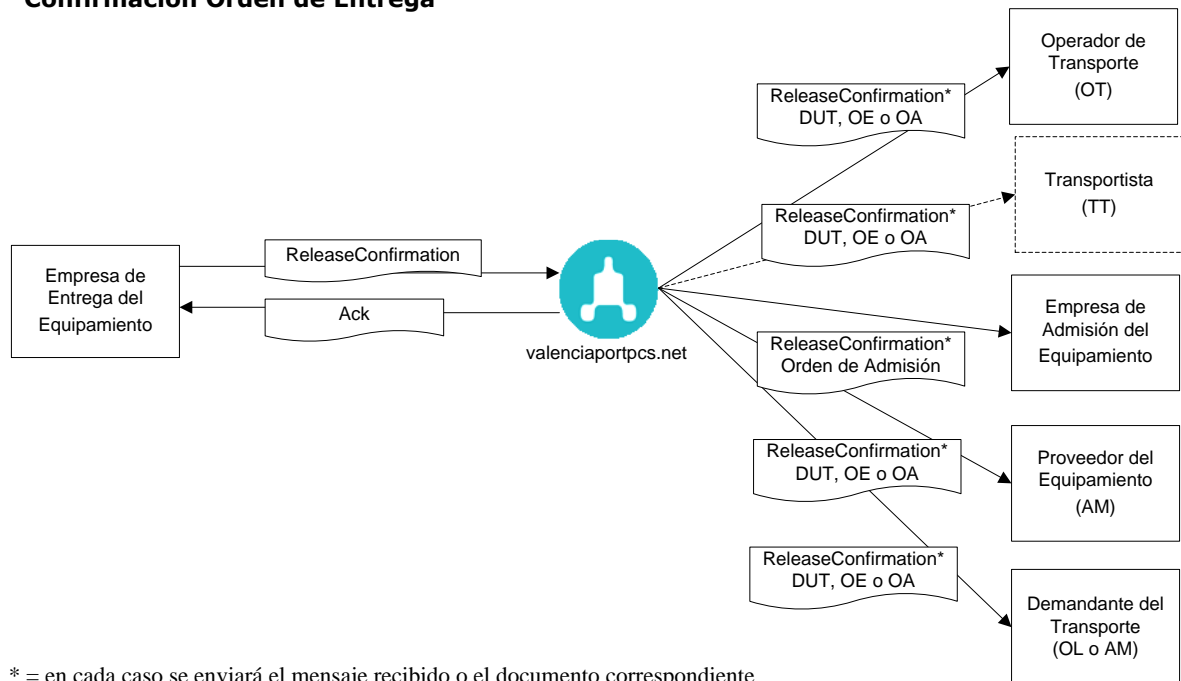 Confirmación Orden de Entrega
Operador de
Transporte
(OT)
ReleaseConfirmation*
DUT, OE o OA
Transportista
(TT)
ReleaseConfirmation*
DUT, OE o OA
ReleaseConfirmation
Empresa de
Entrega del
Equipamiento
Ack
valenciaportpcs.net
Empresa de
Admisión del
Equipamiento
ReleaseConfirmation*
Orden de Admisión
ReleaseConfirmation*
DUT, OE o OA
Proveedor del
Equipamiento
(AM)
ReleaseConfirmation*
DUT, OE o OA
Demandante del
Transporte
(OL o AM)
* = en cada caso se enviará el mensaje recibido o el documento correspondiente